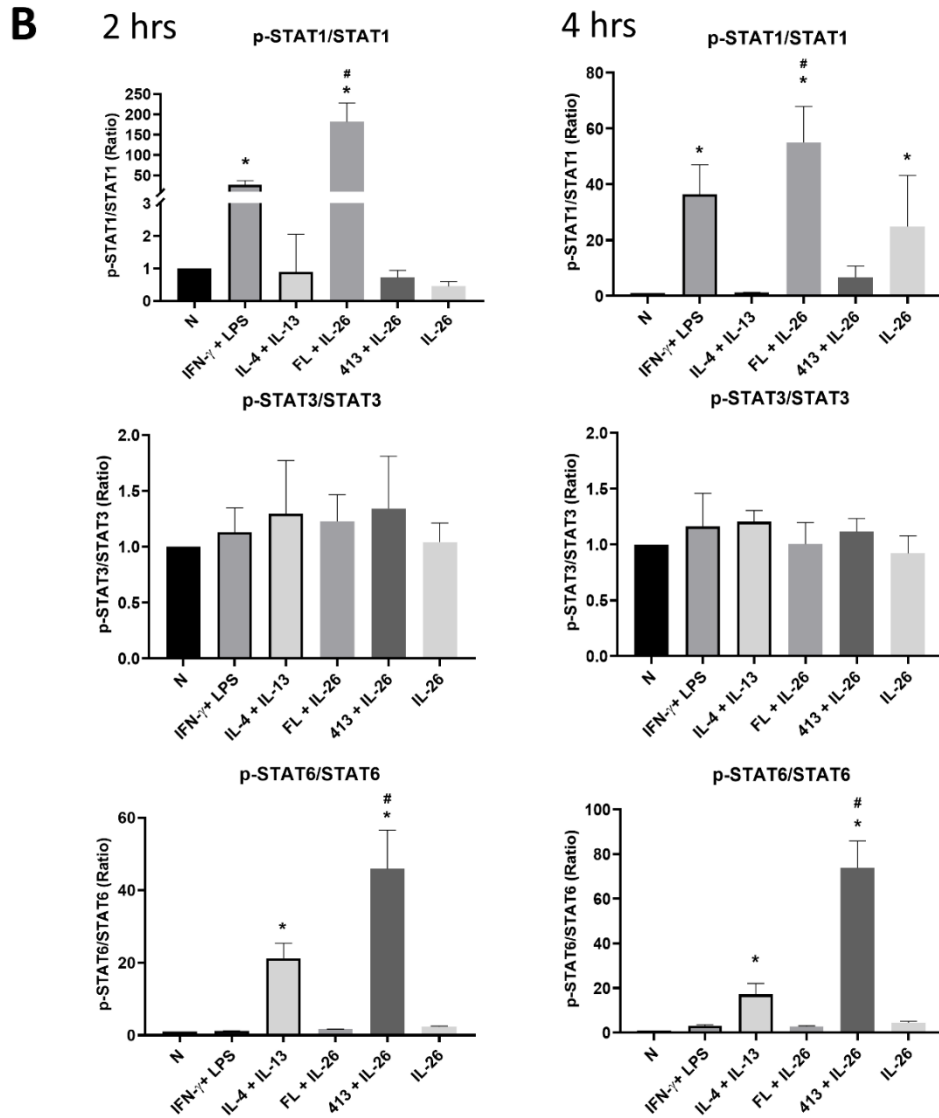 B
2 hrs
p-STAT1/STAT1
p-STAT1/STAT1 (Ratio)
250
200
150
100
50
3
2
1
0
*
#
*
N
IFN-γ+ LPS
IL-4 + IL-13
FL + IL-26
413 + IL-26
IL-26
4 hrs
p-STAT1/STAT1
p-STAT1/STAT1 (Ratio)
80
60
40
20
0
*
#
*
*
N
IFN-γ+ LPS
IL-4 + IL-13
FL + IL-26
413 + IL-26
IL-26
p-STAT3/STAT3
p-STAT3/STAT3 (Ratio)
2.0
1.5
1.0
0.5
0.0
N
IFN-γ+ LPS
IL-4 + IL-13
FL + IL-26
413 + IL-26
IL-26
p-STAT3/STAT3
p-STAT3/STAT3 (Ratio)
2.0
1.5
1.0
0.5
0.0
N
IFN-γ+ LPS
IL-4 + IL-13
FL + IL-26
413 + IL-26
IL-26
p-STAT6/STAT6
p-STAT6/STAT6 (Ratio)
60
40
20
0
*
#
*
N
IFN-γ+ LPS
IL-4 + IL-13
FL + IL-26
413 + IL-26
IL-26
p-STAT6/STAT6
p-STAT6/STAT6 (Ratio)
100
80
60
40
20
0
*
#
*
N
IFN-γ+ LPS
IL-4 + IL-13
FL + IL-26
413 + IL-26
IL-26